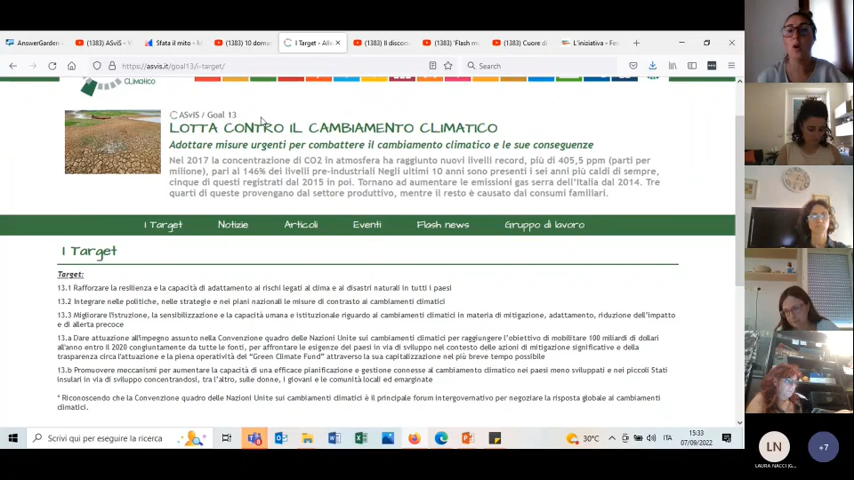 AnswerGarden
(1383) ASviS - V
Sfata il mito - M
(1383) 10 doma
I Target - Alle
(1383) Il discor
(1383) 'Flash m
(1383) Cuore di
L'iniziativa - Fes
https://asvis.it/goal13/i-target/
Search
CLIMATICO
ASviS / Goal 13
LOTTA CONTRO IL CAMBIAMENTO CLIMATICO
Adottare misure urgenti per combattere il cambiamento climatico e le sue conseguenze
Nel 2017 la concentrazione di CO2 in atmosfera ha raggiunto nuovi livelli record, più di 405,5 ppm (parti per
milione), pari al 146% dei livelli pre-industriali Negli ultimi 10 anni sono presenti i sei anni più caldi di sempre,
cinque di questi registrati dal 2015 in poi. Tornano ad aumentare le emissioni gas serra dell'Italia dal 2014. Tre
quarti di queste provengono dal settore produttivo, mentre il resto è causato dai consumi familiari.
I Target
Notizie
Articoli
Eventi
Flash news
Gruppo di lavoro
I Target
Target:
13.1 Rafforzare la resilienza e la capacità di adattamento ai rischi legati al clima e ai disastri naturali in tutti i paesi
13.2 Integrare nelle politiche, nelle strategie e nei piani nazionali le misure di contrasto ai cambiamenti climatici
13.3 Migliorare l'istruzione, la sensibilizzazione e la capacità umana e istituzionale riguardo ai cambiamenti climatici in materia di mitigazione, adattamento, riduzione dell'impatto
e di allerta precoce
13.a Dare attuazione all'impegno assunto nella Convenzione quadro delle Nazioni Unite sui cambiamenti climatici per raggiungere l'obiettivo di mobilitare 100 miliardi di dollari
all'anno entro il 2020 congiuntamente da tutte le fonti, per affrontare le esigenze dei paesi in via di sviluppo nel contesto delle azioni di mitigazione significative e della
trasparenza circa l'attuazione e la piena operatività del "Green Climate Fund" attraverso la sua capitalizzazione nel più breve tempo possibile
13.b Promuovere meccanismi per aumentare la capacità di una efficace pianificazione e gestione connesse al cambiamento climatico nei paesi meno sviluppati e nei piccoli Stati
insulari in via di sviluppo concentrandosi, tra l'altro, sulle donne, i giovani e le comunità locali ed emarginate
* Riconoscendo che la Convenzione quadro delle Nazioni Unite sui cambiamenti climatici è il principale forum intergovernativo per negoziare la risposta globale ai cambiamenti
climatici.
Scrivi qui per eseguire la ricerca
30°C
ITA
15:33
07/09/2022
LN
LAURA NACCI (G...
+7